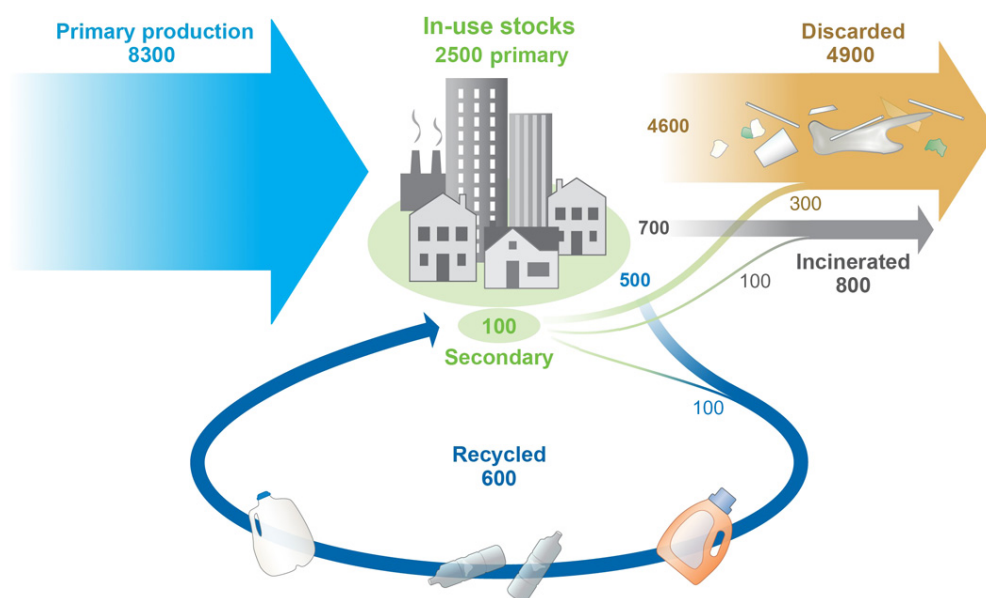 Primary production
8300
In-use stocks
2500 primary
Discarded
4900
4600
300
700
Incinerated
800
500
100
100
Secondary
100
Recycled
600